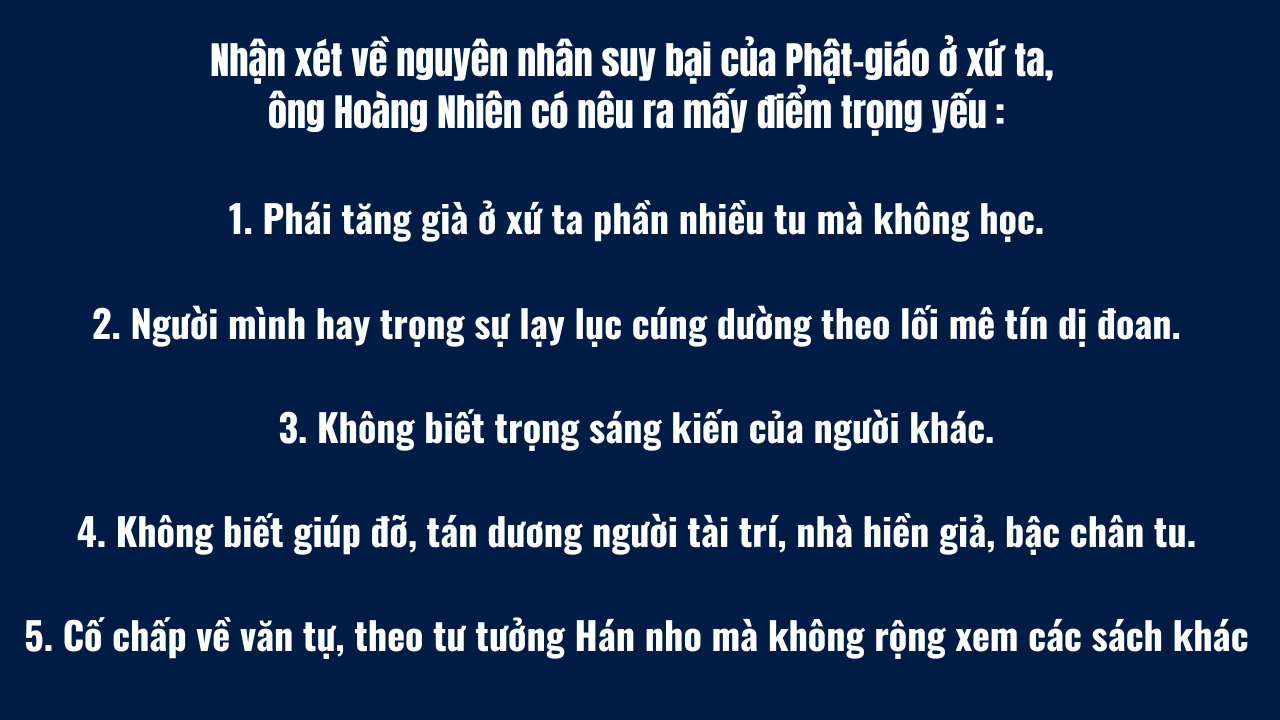 Nhận xét về nguyên nhân suy bại của Phật-giáo ở xứ ta,
ông Hoàng Nhiên có nêu ra mấy điểm trọng yếu :
1. Phái tăng già ở xứ ta phần nhiều tu mà không học.
2. Người mình hay trọng sự lạy lục cúng dường theo lối mê tín dị đoan.
3. Không biết trọng sáng kiến của người khác.
4. Không biết giúp đỡ, tán dương người tài trí, nhà hiền giả, bậc chân tu.
5. Cố chấp về văn tự, theo tư tưởng Hán nho mà không rộng xem các sách khác